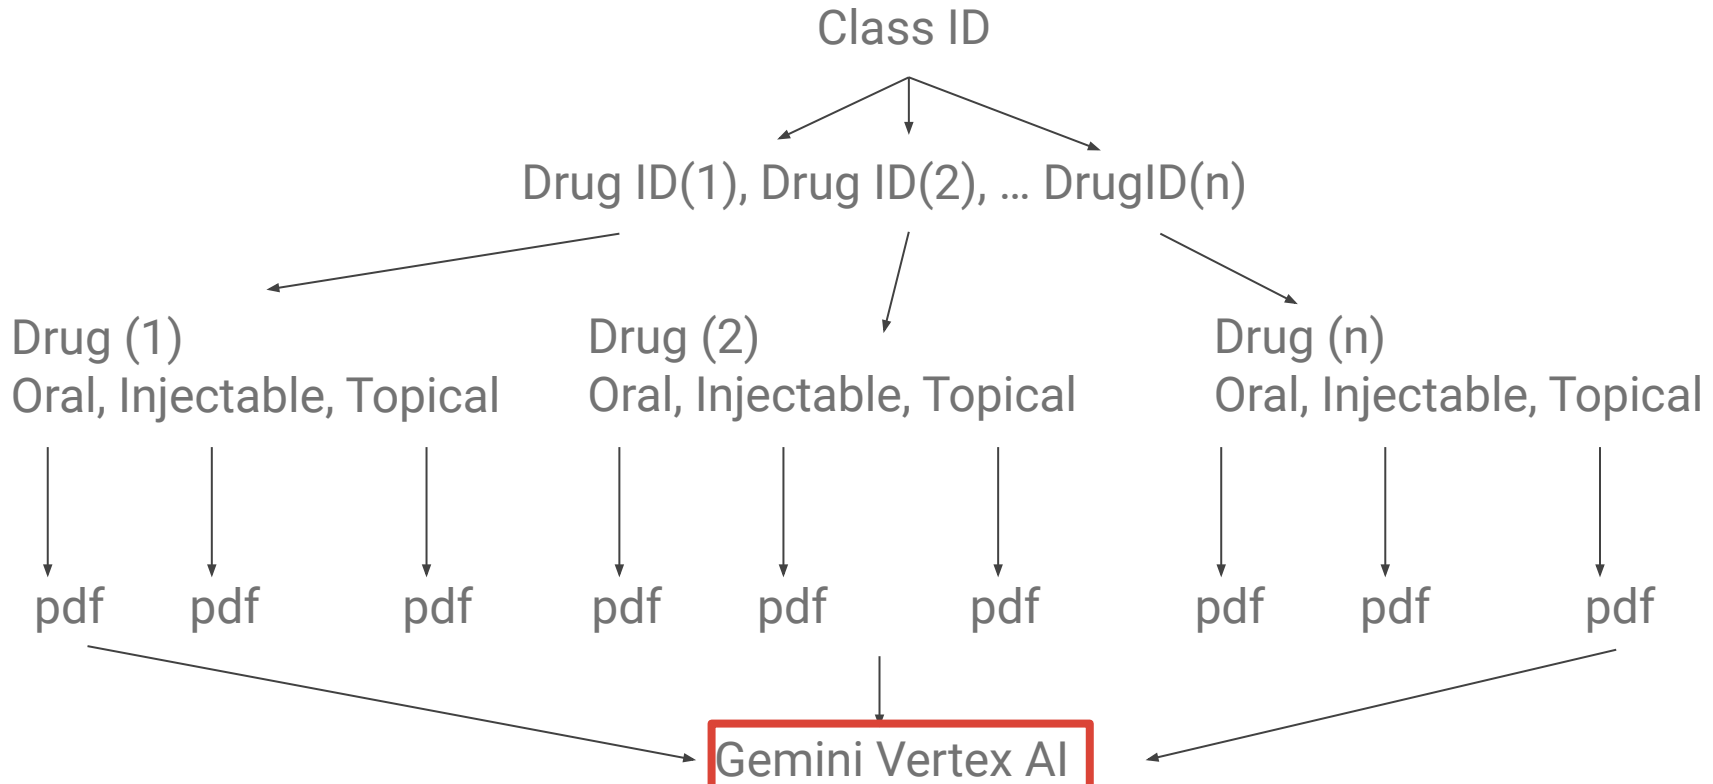 Class ID
Drug ID(1), Drug ID(2), ... DrugID(n)
Drug (1)
Oral, Injectable, Topical
Drug (2)
Oral, Injectable, Topical
Drug (n)
Oral, Injectable, Topical
pdf pdf pdf pdf pdf pdf pdf pdf pdf
Gemini Vertex AI